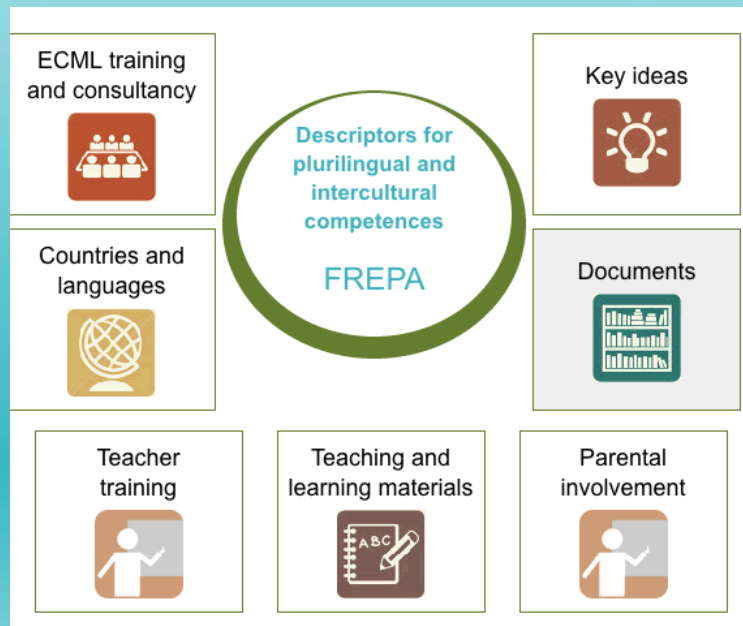 ECML training
and consultancy
Descriptors for
plurilingual and
intercultural
competences
FREPA
Key ideas
Countries and
languages
Documents
Teacher
training
Teaching and
learning materials
ABC
Parental
involvement